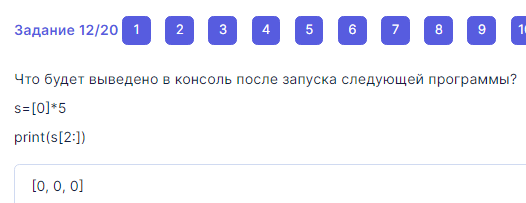 Задание 12/20 1 2 3 4 5 6 7 8 9
Что будет выведено в консоль после запуска следующей программы?
s=[0]*5
print(s[2:])
[0, 0, 0]